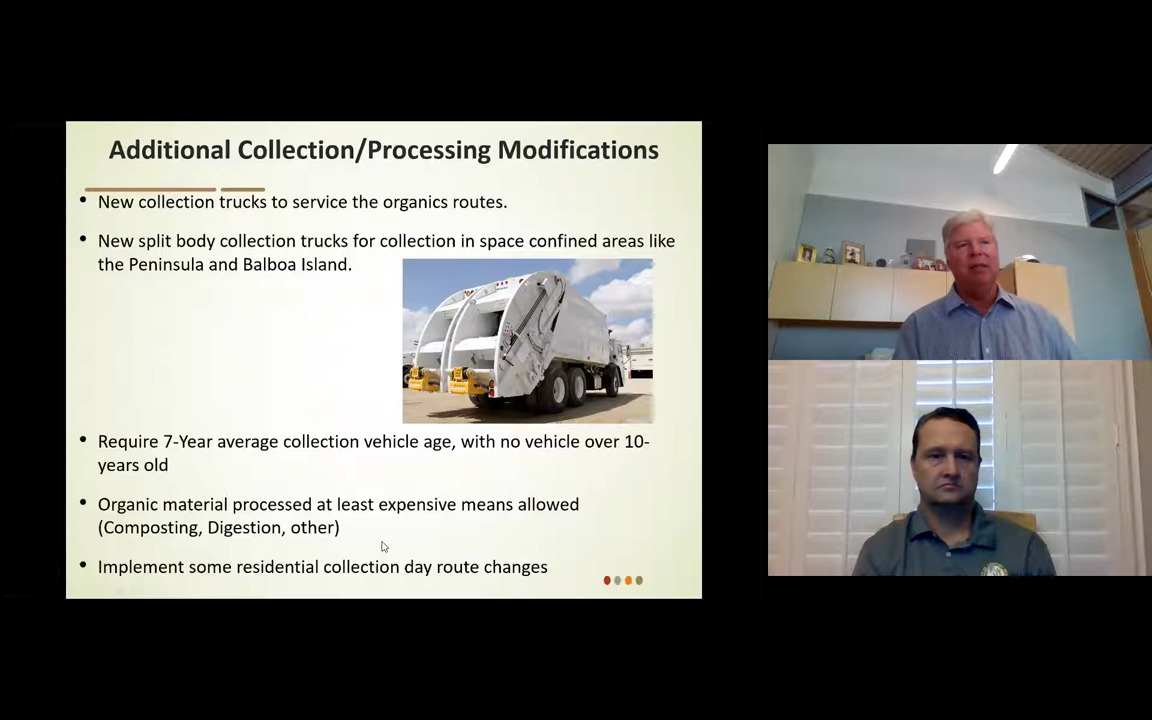 Additional Collection/Processing Modifications
• New collection trucks to service the organics routes.
• New split body collection trucks for collection in space confined areas like
the Peninsula and Balboa Island.
• Require 7-Year average collection vehicle age, with no vehicle over 10-
years old
• Organic material processed at least expensive means allowed
(Composting, Digestion, other)
• Implement some residential collection day route changes